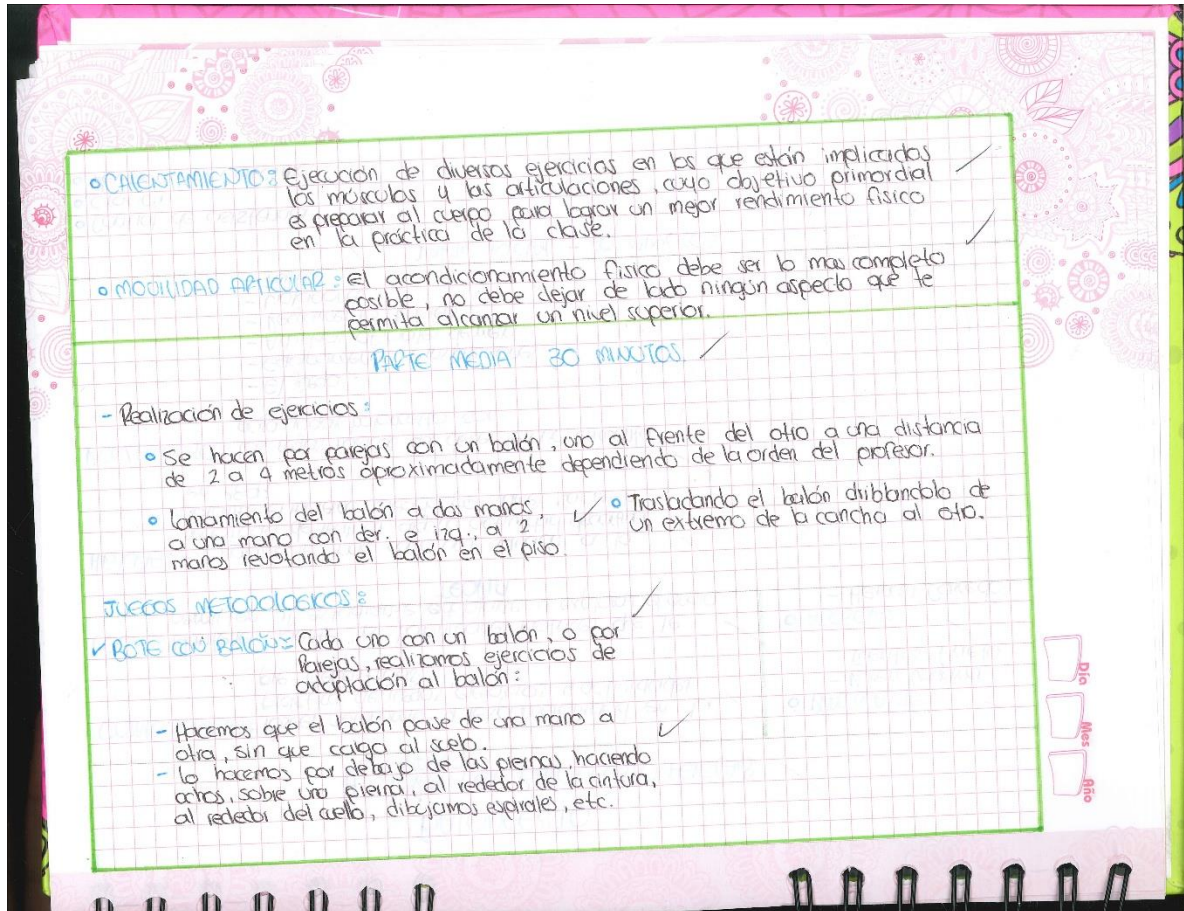 ° CALENTAMIENTO: Ejecución de diversos ejercicios en los que están implicados
los músculos y las articulaciones, cuyo objetivo primordial
es preparar al cuerpo para lograr un mejor rendimiento físico
en la práctica de la clase.
° MOVILIDAD ARTICULAR: El acondicionamiento físico debe ser lo mas completo
posible, no debe dejar de lado ningún aspecto que te
permita alcanzar un nivel superior.
PARTE MEDIA 30 MINUTOS.
- Realización de ejercicios:
° Se hacen por parejas con un balón, uno al frente del otro a una distancia
de 2 a 4 metros aproximadamente dependiendo de la orden del profesor.
° Lanzamiento del balón a dos manos,
a una mano con der. e izq., a 2
manos revotando el balón en el piso.
° Trasladando el balón dribblandolo de
un extremo de la cancha al otro.
JUEGOS METODOLOGICOS:
✓ BOTE CON BALÓN: Cada uno con un balón, o por
Parejas, realizamos ejercicios de
adaptación al balón:
- Hacemos que el balón pase de una mano a
otra, sin que caiga al suelo.
- Lo hacemos por debajo de las piernas, haciendo
ochos, sobre una pierna, al rededor de la cintura,
al rededor del cuello, dibujamos espirales, etc.
Día
Mes
Año